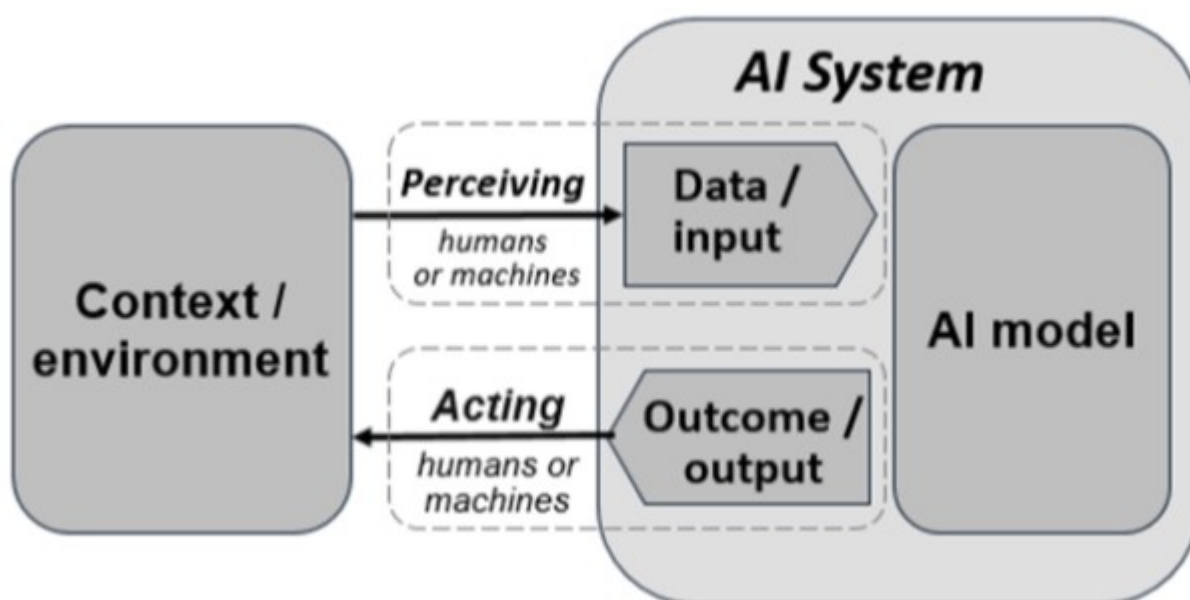 AI System
Context /
environment
Perceiving
humans
or machines
Data /
input
AI model
Acting
humans or
machines
Outcome /
output